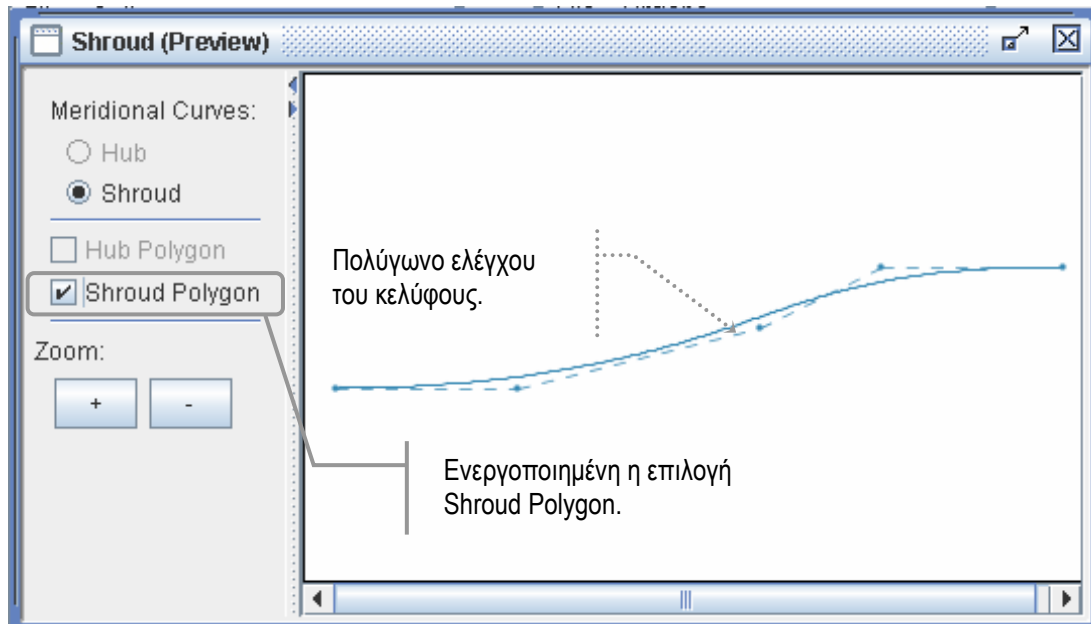 Shroud (Preview)
Meridional Curves:
Hub
Shroud
Hub Polygon
Shroud Polygon
Zoom:
+
-
Πολύγωνο ελέγχου
του κελύφους.
Ενεργοποιημένη η επιλογή
Shroud Polygon.